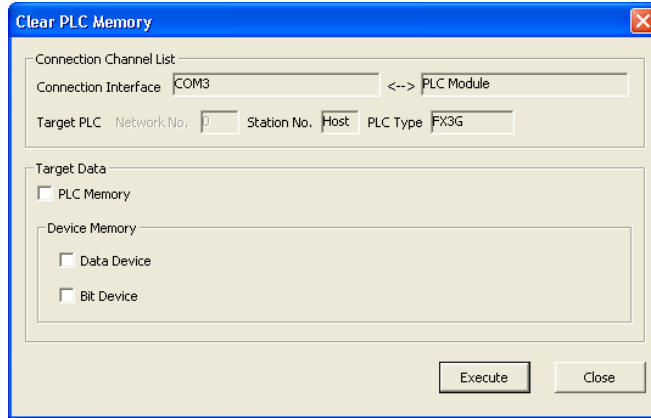 Clear PLC Memory
Connection Channel List
Connection Interface COM3 <--> PLC Module
Target PLC Network No. 0 Station No. Host PLC Type FX3G
Target Data
PLC Memory
Device Memory
Data Device
Bit Device
Execute Close